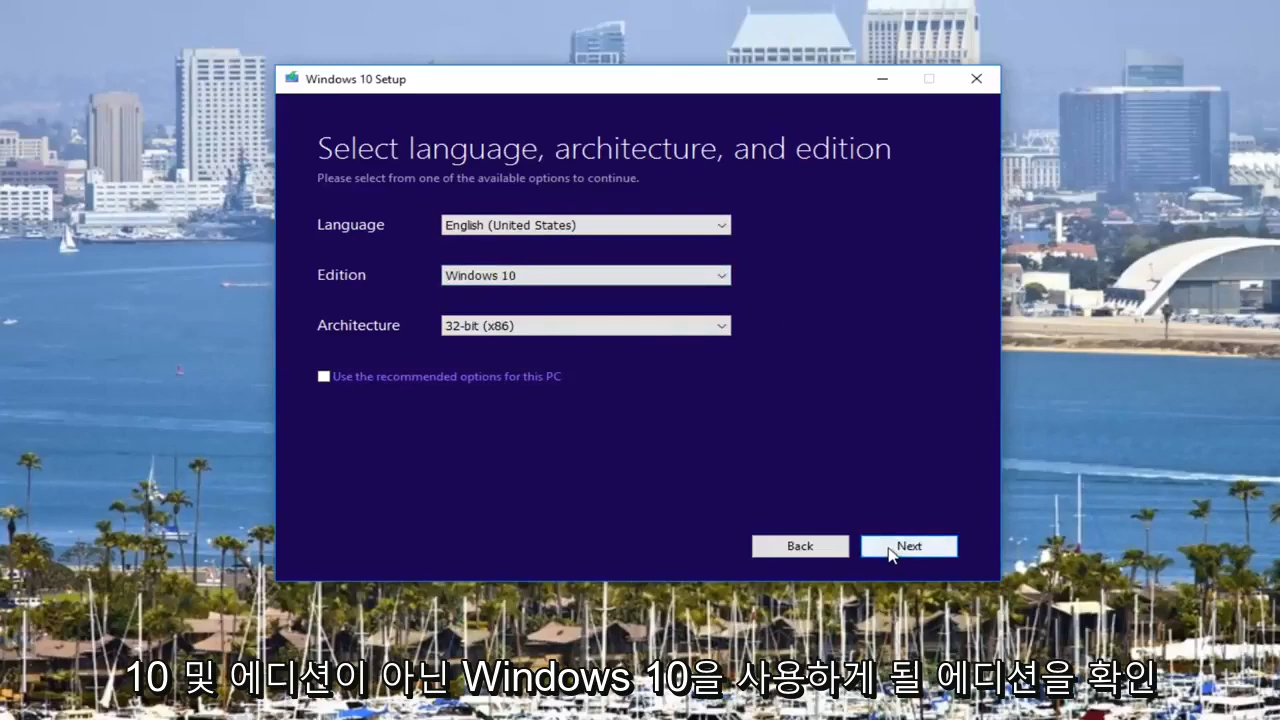 Windows 10 Setup
Select language, architecture, and edition
Please select from one of the available options to continue.
Language English (United States)
Edition Windows 10
Architecture 32-bit (x86)
Use the recommended options for this PC
Back Next
10 및 에디션이 아닌 Windows 10을 사용하게 될 에디션을 확인